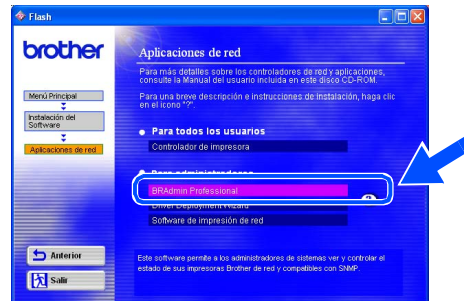 Flash
brother
Aplicaciones de red
Para más detalles sobre los controladores de red y aplicaciones,
consulte la Manual del usuario incluida en este disco CD-ROM.
Para una breve descripción e instrucciones de instalación, haga clic
en el icono "?".
Menú Principal
Instalación del
Software
Aplicaciones de red
Para todos los usuarios
Controlador de impresora
Para administradores
BRAdmin Professional
Driver Deployment Wizard
Software de impresión de red
Anterior
Salir
Este software permite a los administradores de sistemas ver y controlar el
estado de sus impresoras Brother de red y compatibles con SNMP.